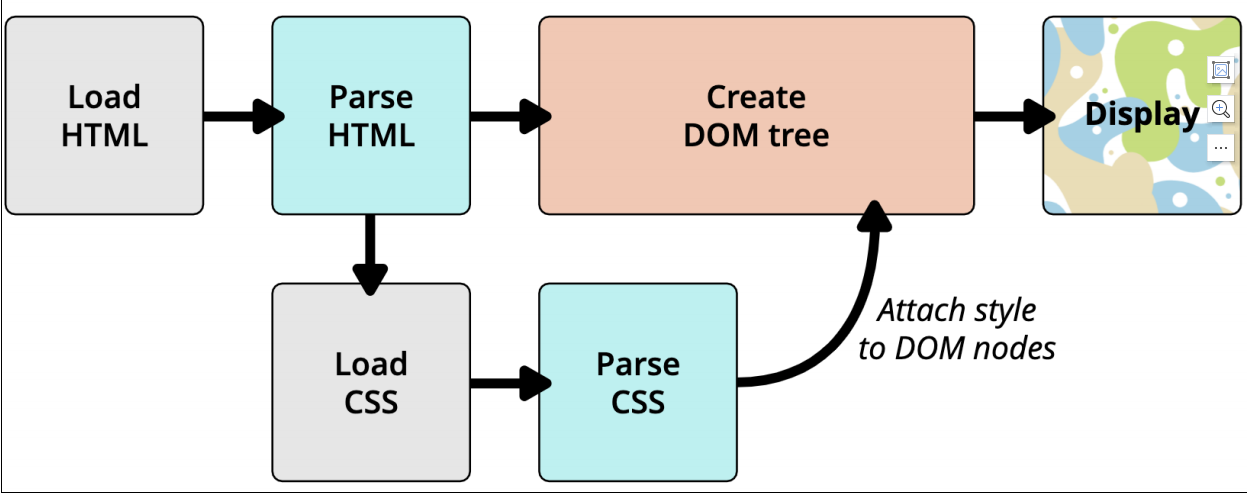 Load
HTML
Parse
HTML
Create
DOM tree
Display
Load
CSS
Parse
CSS
Attach style
to DOM nodes